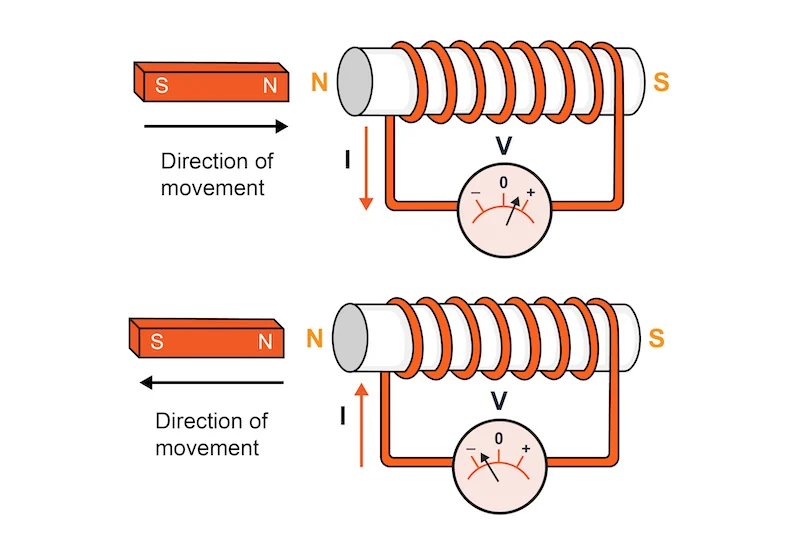 S N
N
S
Direction of
movement
I
V
– 0 +
S N
N
S
Direction of
movement
I
V
– 0 +